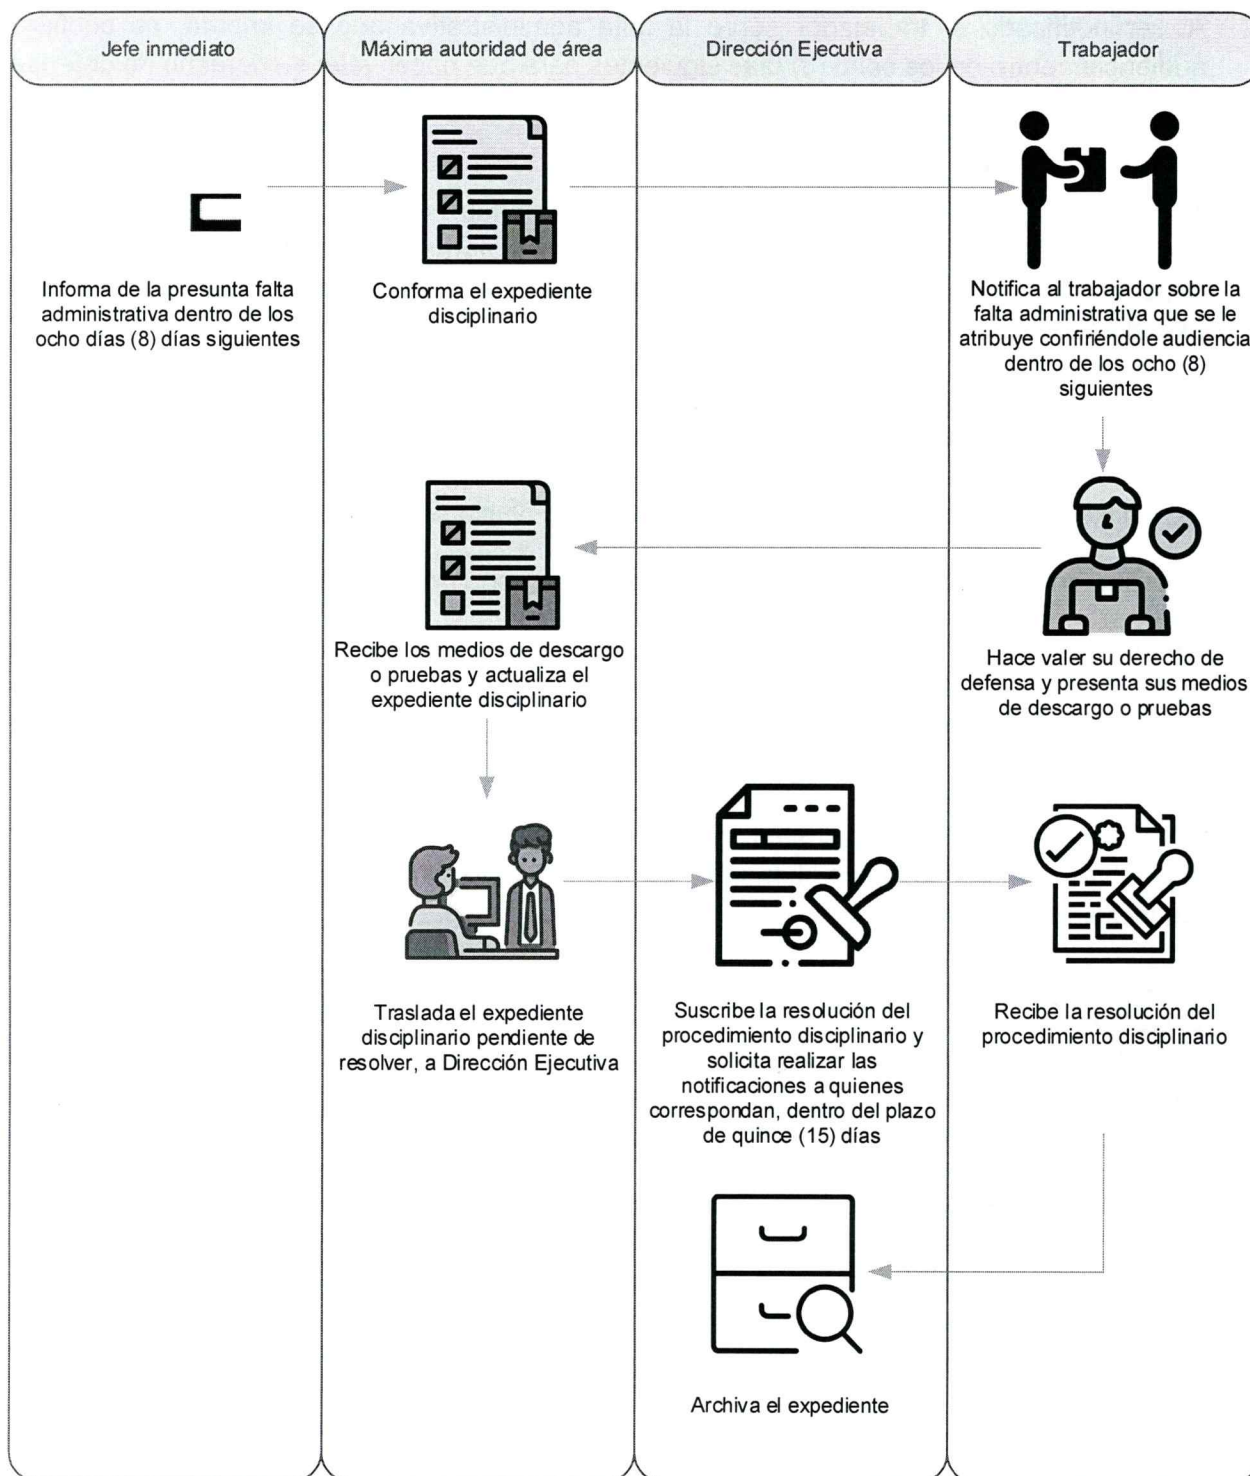 Jefe inmediato
Máxima autoridad de área
Dirección Ejecutiva
Trabajador
Informa de la presunta falta
administrativa dentro de los
ocho días (8) días siguientes
Conforma el expediente
disciplinario
Notifica al trabajador sobre la
falta administrativa que se le
atribuye confiriéndole audiencia
dentro de los ocho (8)
siguientes
Recibe los medios de descargo
o pruebas y actualiza el
expediente disciplinario
Hace valer su derecho de
defensa y presenta sus medios
de descargo o pruebas
Traslada el expediente
disciplinario pendiente de
resolver, a Dirección Ejecutiva
Suscribe la resolución del
procedimiento disciplinario y
solicita realizar las
notificaciones a quienes
correspondan, dentro del plazo
de quince (15) días
Recibe la resolución del
procedimiento disciplinario
Archiva el expediente